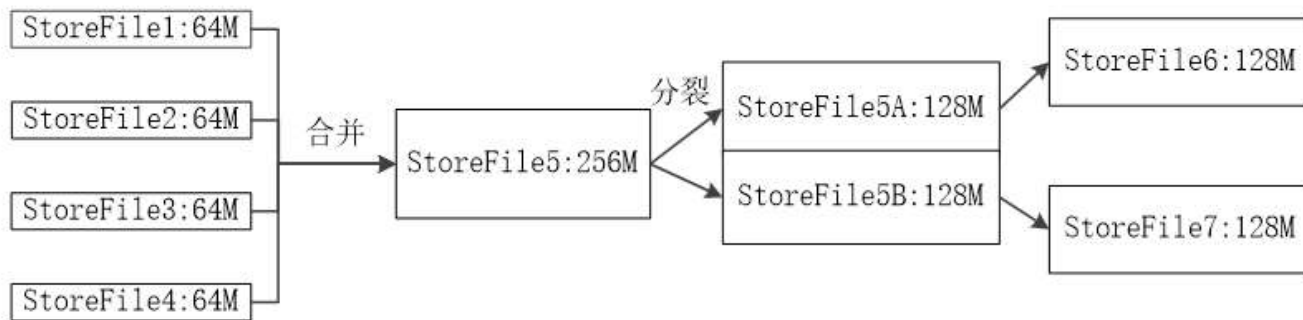 StoreFile1:64M
StoreFile2:64M
StoreFile3:64M
StoreFile4:64M
合并
StoreFile5:256M
分裂
StoreFile5A:128M
StoreFile5B:128M
StoreFile6:128M
StoreFile7:128M